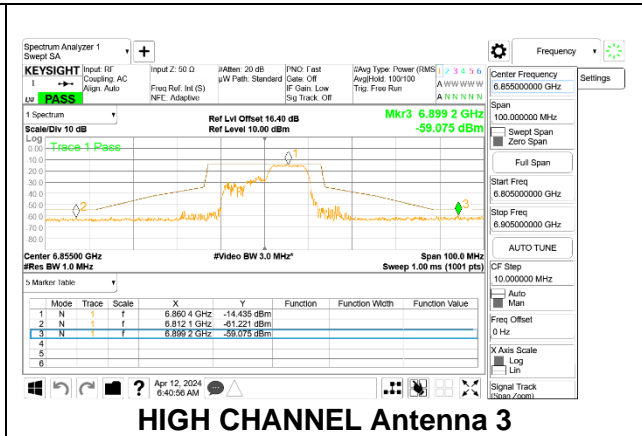 Spectrum Analyzer 1
Swept SA
+
Frequency
KEYSIGHT Input: RF Input Z: 50 Ω #Atten: 20 dB PNO: Fast #Avg Type: Power (RMS 1 2 3 4 5 6
Coupling: AC µW Path: Standard Gate: Off Avg|Hold: 100/100 A W W W W W
Align: Auto Freq Ref: Int (S) IF Gain: Low Trig: Free Run
PASS NFE: Adaptive Sig Track: Off A N N N N N
1 Spectrum
Scale/Div 10 dB
Ref Lvl Offset 16.40 dB
Ref Level 10.00 dBm
Mkr3 6.899 2 GHz
-59.075 dBm
Log
Trace 1 Pass
0.00
-10.0
-20.0
-30.0
-40.0
-50.0
-60.0
-70.0
-80.0
1
2
3
Center 6.85500 GHz #Video BW 3.0 MHz* Span 100.0 MHz
#Res BW 1.0 MHz Sweep 1.00 ms (1001 pts)
5 Marker Table
Mode Trace Scale X Y Function Function Width Function Value
1 N 1 f 6.860 4 GHz -14.435 dBm
2 N 1 f 6.812 1 GHz -61.221 dBm
3 N 1 f 6.899 2 GHz -59.075 dBm
4
5
6
Apr 12, 2024
6:40:56 AM
?
Center Frequency
6.855000000 GHz
Settings
Span
100.000000 MHz
Swept Span
Zero Span
Full Span
Start Freq
6.805000000 GHz
Stop Freq
6.905000000 GHz
AUTO TUNE
CF Step
10.000000 MHz
Auto
Man
Freq Offset
0 Hz
X Axis Scale
Log
Lin
Signal Track
(Span Zoom)
HIGH CHANNEL Antenna 3